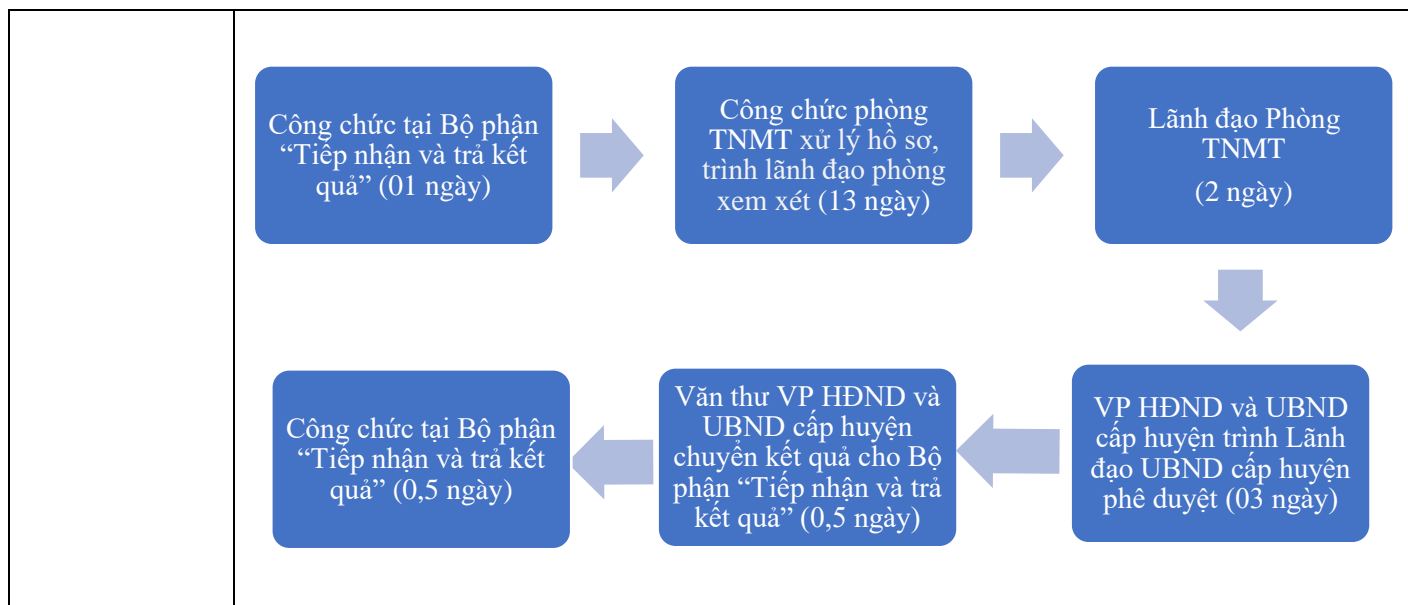 Công chức tại Bộ phận
“Tiếp nhận và trả kết
quả” (01 ngày)
Công chức phòng
TNMT xử lý hồ sơ,
trình lãnh đạo phòng
xem xét (13 ngày)
Lãnh đạo Phòng
TNMT
(2 ngày)
VP HĐND và UBND
cấp huyện trình Lãnh
đạo UBND cấp huyện
phê duyệt (03 ngày)
Văn thư VP HĐND và
UBND cấp huyện
chuyển kết quả cho Bộ
phận “Tiếp nhận và trả
kết quả” (0,5 ngày)
Công chức tại Bộ phận
“Tiếp nhận và trả kết
quả” (0,5 ngày)